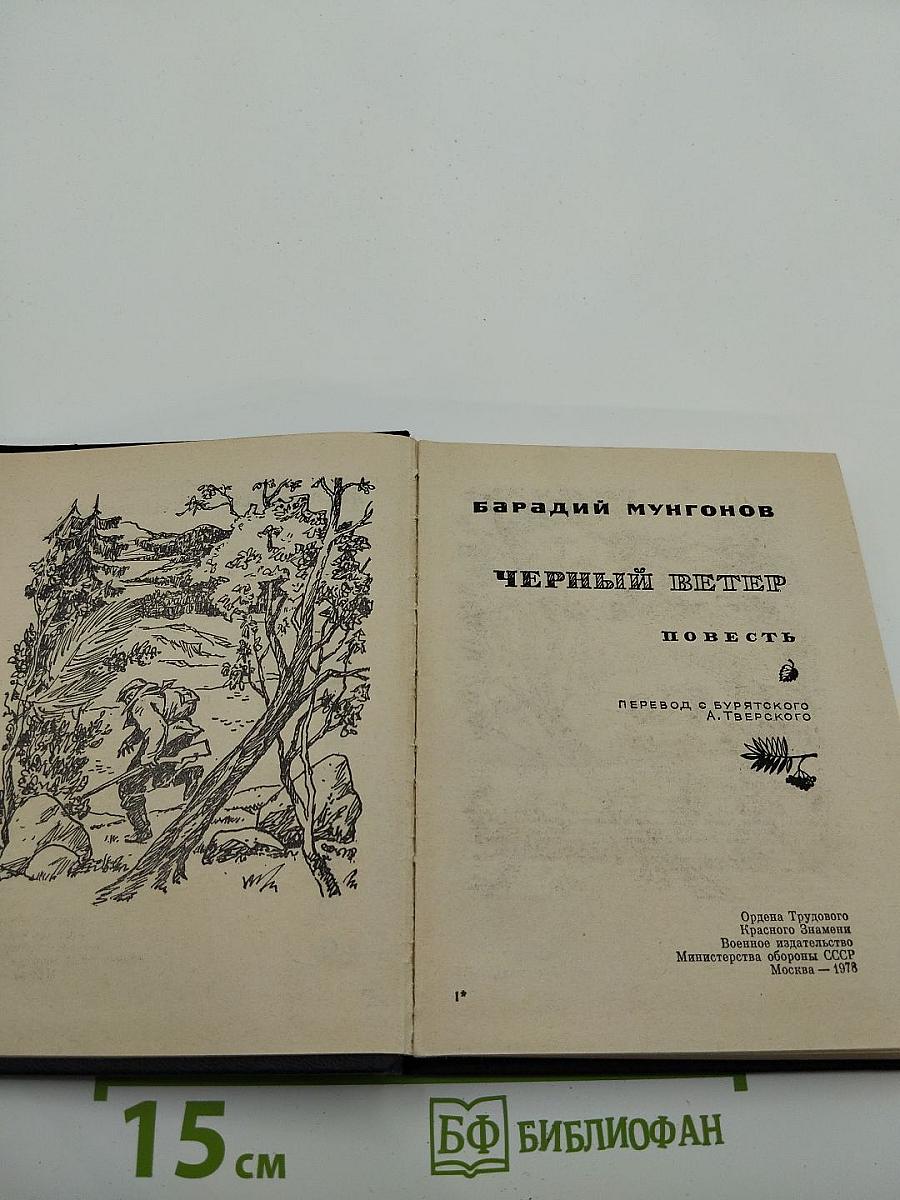 БАРАДИЙ МУНГОНОВ
ЧЕРНЫЙ ВЕТЕР
ПОВЕСТЬ
ПЕРЕВОД С БУРЯТСКОГО
А. ТВЕРСКОГО
Ордена Трудового
Красного Знамени
Военное издательство
Министерства обороны СССР
Москва — 1978
1*
15 см
БФ БИБЛИОФАН